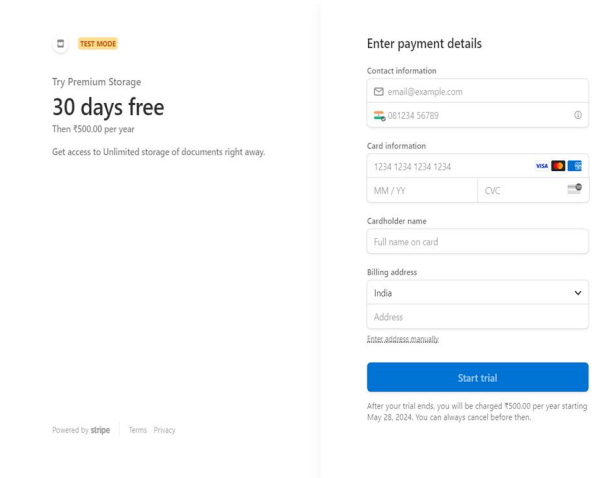 TEST MODE
Try Premium Storage
30 days free
Then ₹500.00 per year
Get access to Unlimited storage of documents right away.
Powered by stripe
Terms Privacy
Enter payment details
Contact information
email@example.com
081234 56789
Card information
1234 1234 1234 1234 VISA
MM / YY CVC
Cardholder name
Full name on card
Billing address
India
Address
Enter address manually
Start trial
After your trial ends, you will be charged ₹500.00 per year starting
May 28, 2024. You can always cancel before then.